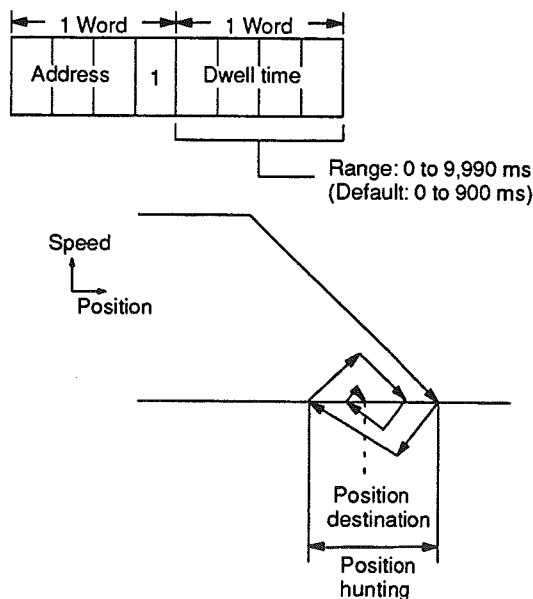 1 Word 1 Word
Address 1 Dwell time
Range: 0 to 9,990 ms
(Default: 0 to 900 ms)
Speed
Position
Position
destination
Position
hunting